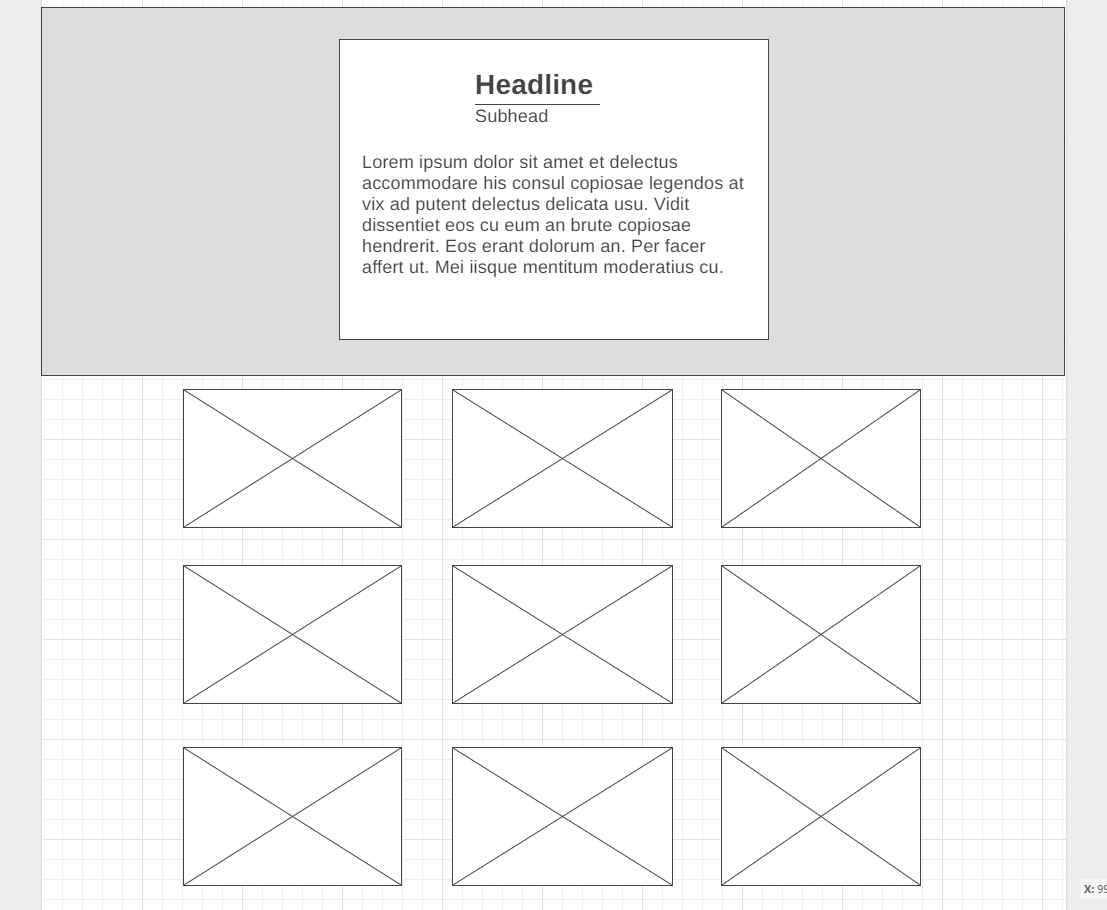 Headline
Subhead
Lorem ipsum dolor sit amet et delectus
accommodare his consul copiosae legendos at
vix ad putent delectus delicata usu. Vidit
dissentiet eos cu eum an brute copiosae
hendrerit. Eos erant dolorum an. Per facer
affert ut. Mei iisque mentitum moderatius cu.
X: 99